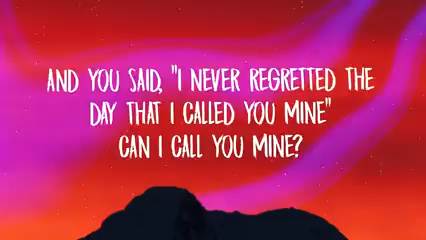 AND YOU SAID, "I NEVER REGRETTED THE
DAY THAT I CALLED YOU MINE"
CAN I CALL YOU MINE?